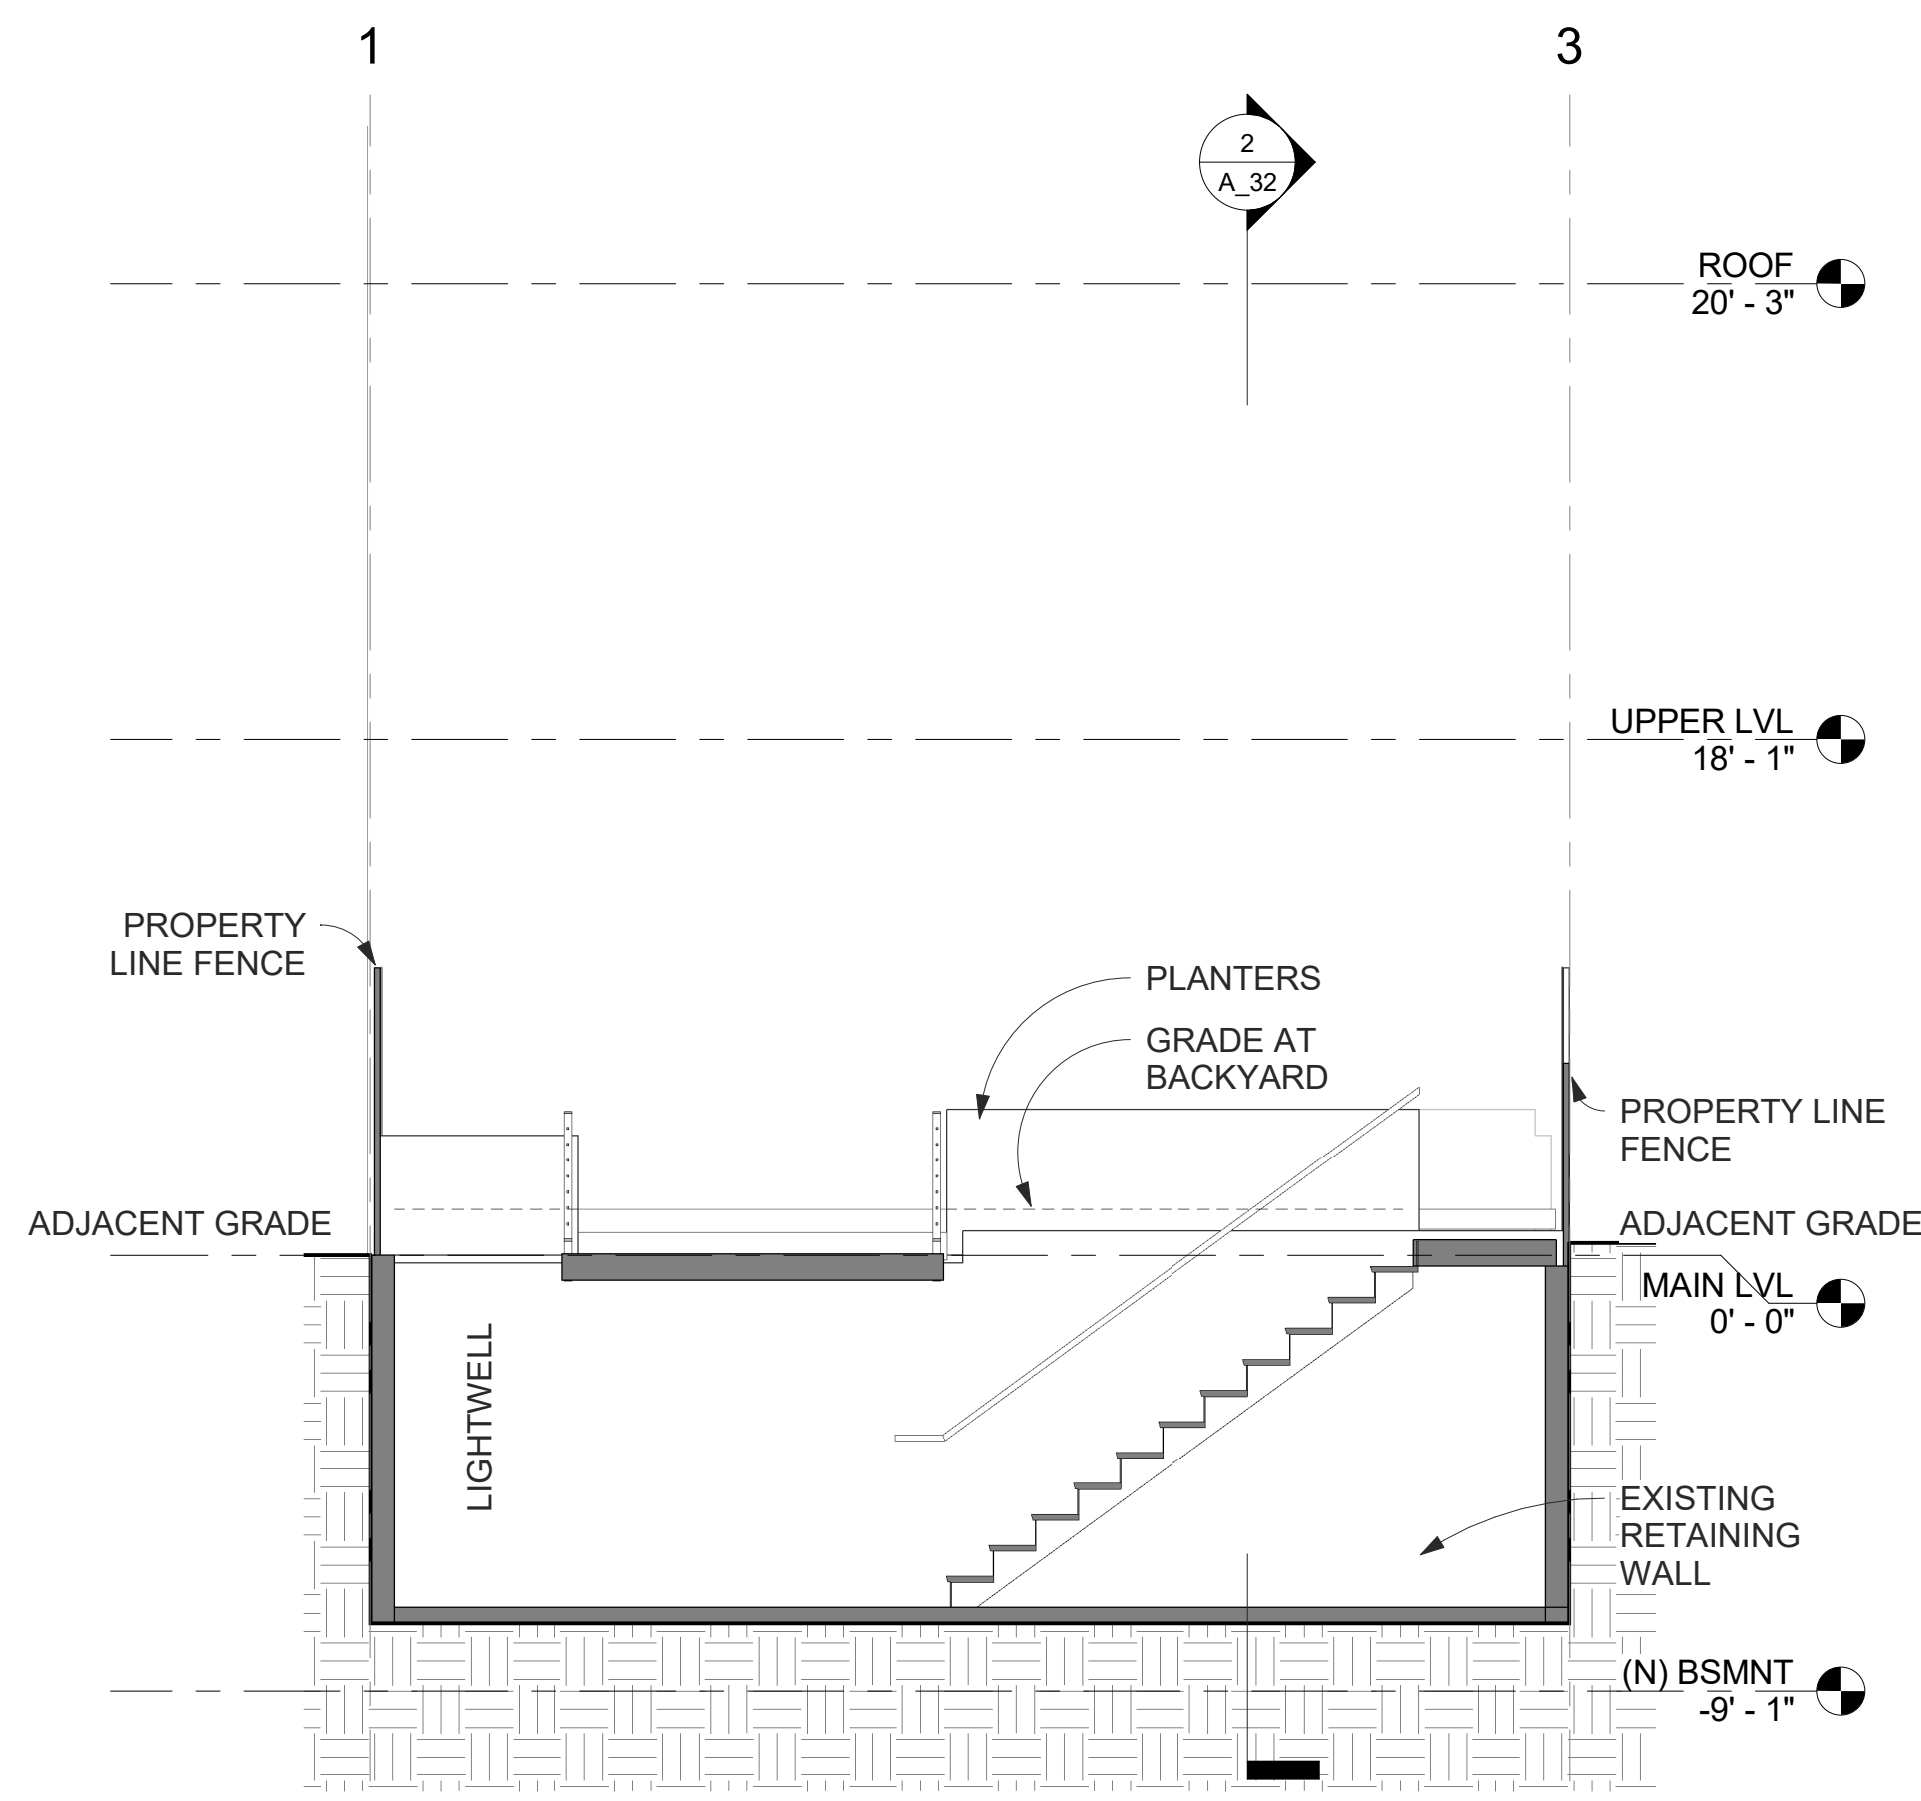 1
3
2
A_32
ROOF
20' - 3"
UPPER LVL
18' - 1"
PROPERTY
LINE FENCE
PLANTERS
GRADE AT
BACKYARD
PROPERTY LINE
FENCE
ADJACENT GRADE
ADJACENT GRADE
MAIN LVL
0' - 0"
LIGHTWELL
EXISTING
RETAINING
WALL
(N) BSMNT
-9' - 1"